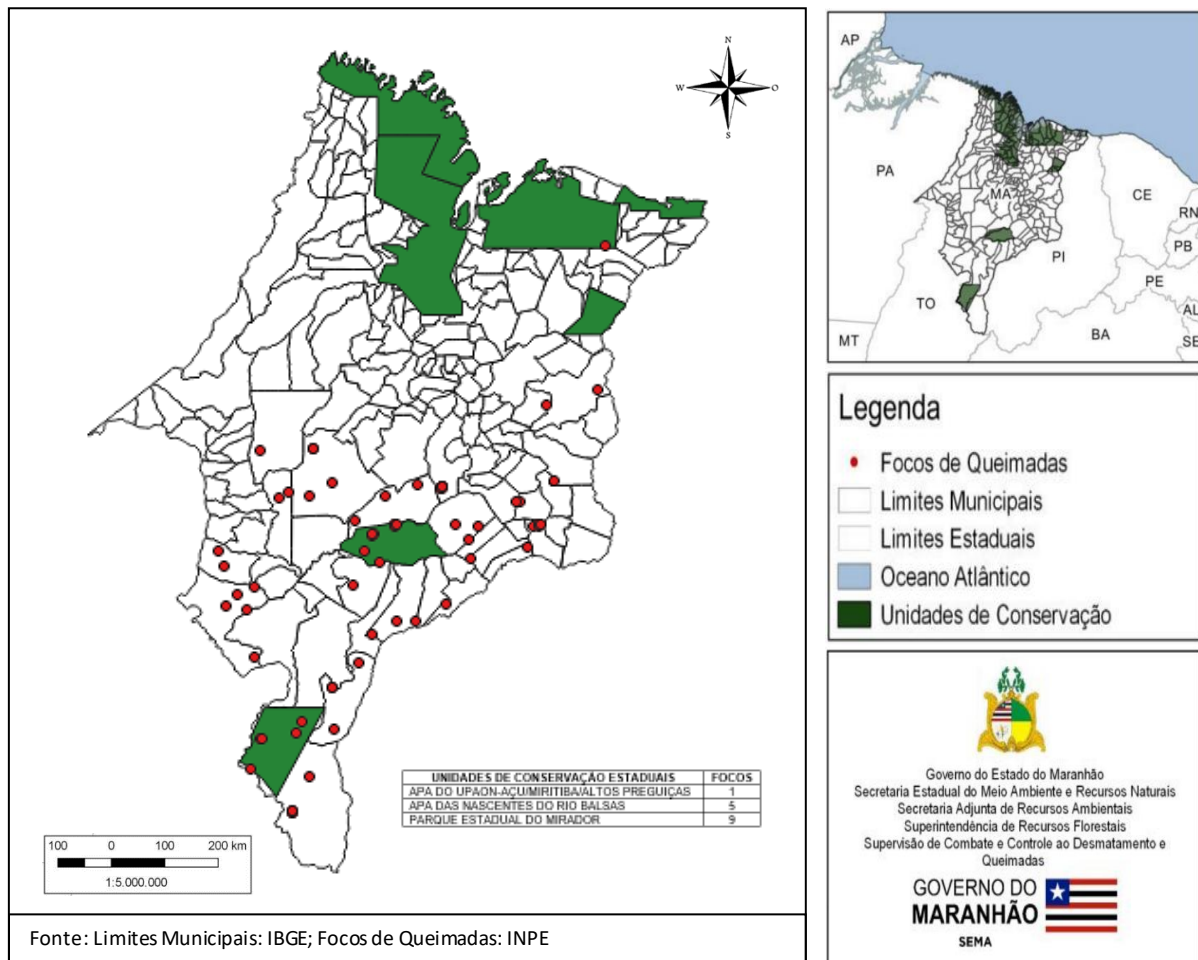 N
W
O
S
UNIDADES DE CONSERVAÇÃO ESTADUAIS FOCOS
APA DO UPAON-AÇU/MIRITIBA/ALTOS PREGUIÇAS 1
APA DAS NASCENTES DO RIO BALSAS 5
PARQUE ESTADUAL DO MIRADOR 9
100 0 100 200 km
1:5.000.000
Fonte: Limites Municipais: IBGE; Focos de Queimadas: INPE
AP
PA
MA
CE
RN
PB
PI
PE
TO
AL
BA
SE
MT
Legenda
Focos de Queimadas
Limites Municipais
Limites Estaduais
Oceano Atlântico
Unidades de Conservação
Governo do Estado do Maranhão
Secretaria Estadual do Meio Ambiente e Recursos Naturais
Secretaria Adjunta de Recursos Ambientais
Superintendência de Recursos Florestais
Supervisão de Combate e Controle ao Desmatamento e
Queimadas
GOVERNO DO
MARANHÃO
SEMA